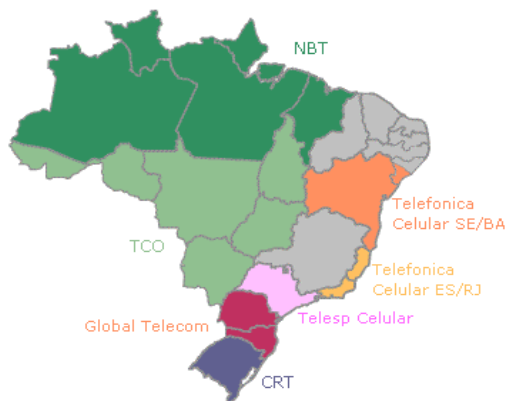 NBT
Telefonica
Celular SE/BA
TCO
Telefonica
Celular ES/RJ
Global Telecom
Telesp Celular
CRT